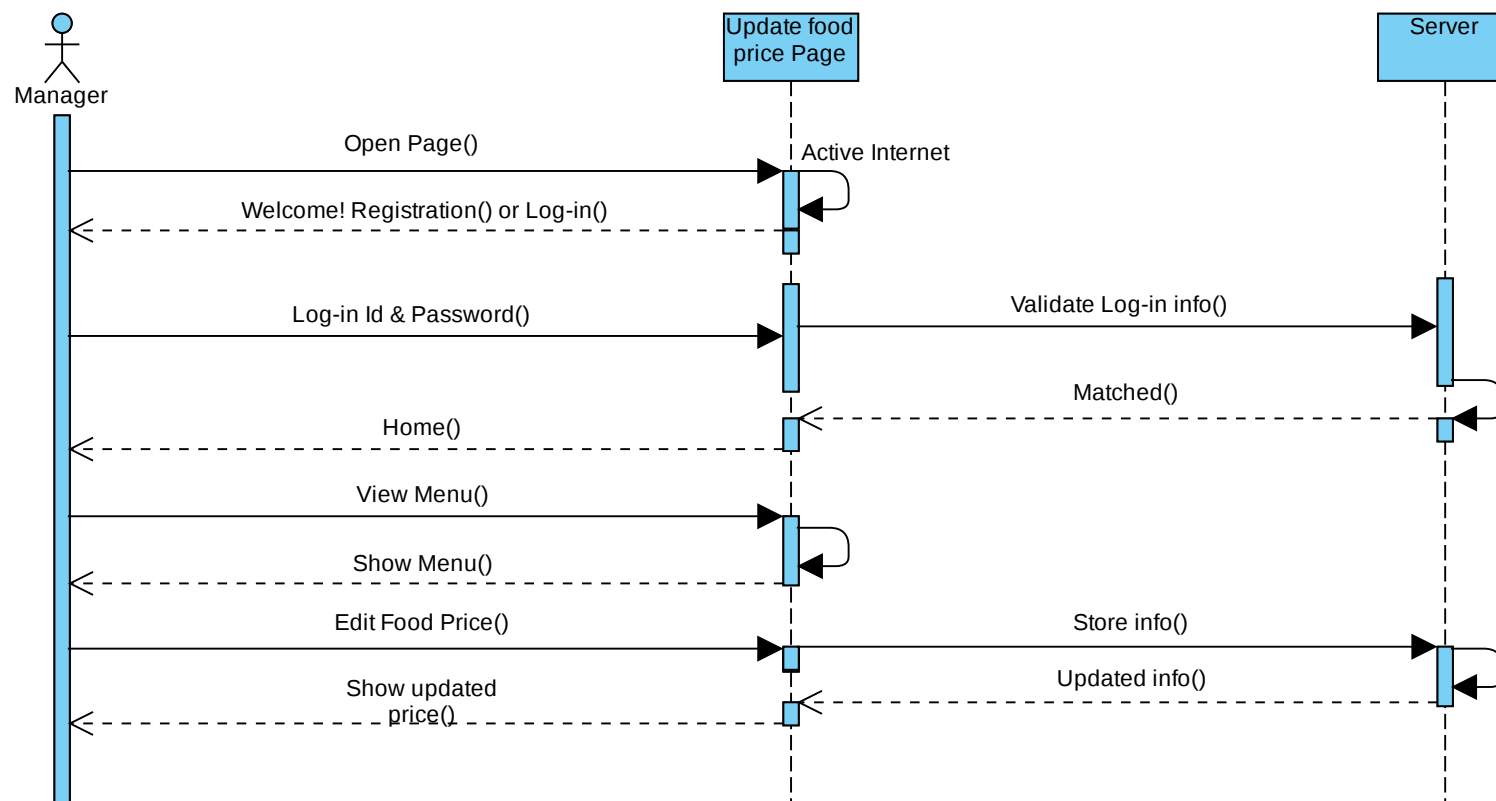 Update food
price Page
Server
Manager
Open Page()
Active Internet
Welcome! Registration() or Log-in()
Log-in Id & Password()
Validate Log-in info()
Matched()
Home()
View Menu()
Show Menu()
Edit Food Price()
Store info()
Updated info()
Show updated
price()